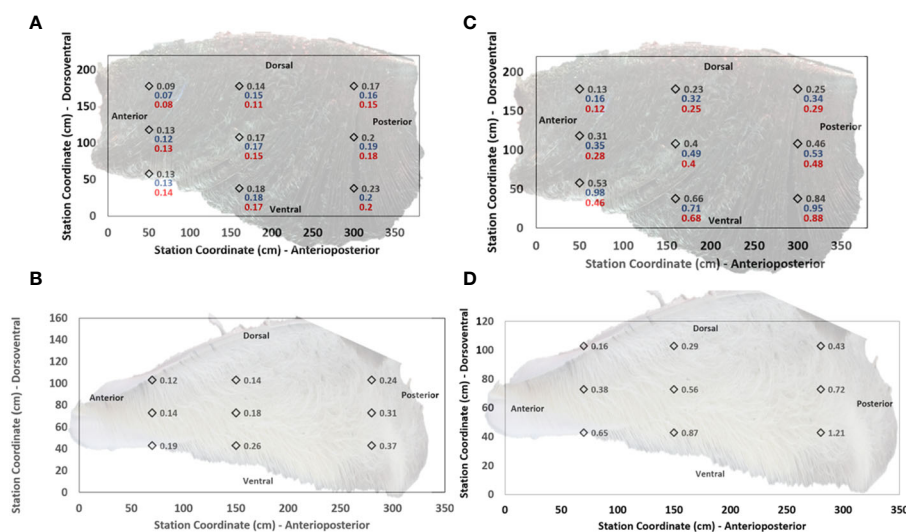 A
Station Coordinate (cm) - Dorsoventral
200
150
100
50
0
Dorsal
Anterior
Posterior
Ventral
0.09
0.07
0.08
0.14
0.15
0.11
0.17
0.16
0.15
0.13
0.12
0.13
0.17
0.17
0.15
0.2
0.19
0.18
0.13
0.13
0.14
0.18
0.18
0.17
0.23
0.2
0.2
0 50 100 150 200 250 300 350
Station Coordinate (cm) - Anterioposterior
C
Station Coordinate (cm) - Dorsoventral
200
150
100
50
0
Dorsal
Anterior
Posterior
Ventral
0.13
0.16
0.12
0.23
0.32
0.25
0.25
0.34
0.29
0.31
0.35
0.28
0.4
0.49
0.4
0.46
0.53
0.48
0.53
0.98
0.46
0.66
0.71
0.68
0.84
0.95
0.88
0 50 100 150 200 250 300 350
Station Coordinate (cm) - Anterioposterior
B
Station Coordinate (cm) - Dorsoventral
160
140
120
100
80
60
40
20
0
Dorsal
Anterior
Posterior
Ventral
0.12 0.14 0.24
0.14 0.18 0.31
0.19 0.26 0.37
0 50 100 150 200 250 300 350
Station Coordinate (cm) - Anterioposterior
D
Station Coordinate (cm) - Dorsoventral
120
100
80
60
40
20
0
Dorsal
Anterior
Posterior
Ventral
0.16 0.29 0.43
0.38 0.56 0.72
0.65 0.87 1.21
0 50 100 150 200 250 300 350
Station Coordinate (cm) - Anterioposterior